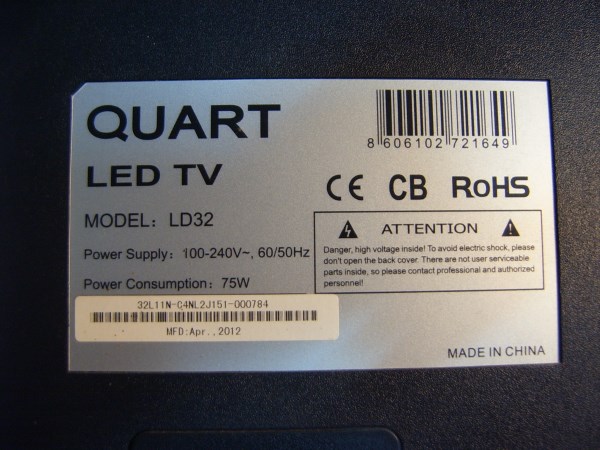 QUART
8 606102 721649
LED TV
CE CB RoHS
MODEL: LD32
ATTENTION
Power Supply: 100-240V~, 60/50Hz
Danger, high voltage inside! To avoid electric shock, please
don't open the back cover. There are not user serviceable
parts inside, so please contact professional and authorized
personnel!
Power Consumption: 75W
32L11N-C4NL2J151-000784
MFD:Apr.,2012
MADE IN CHINA